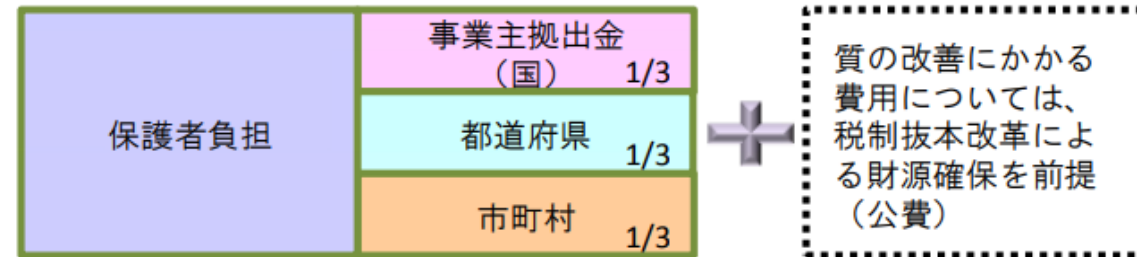 保護者負担
事業主拠出金
（国） 1/3
都道府県 1/3
市町村 1/3
質の改善にかかる
費用については、
税制抜本改革によ
る財源確保を前提
（公費）